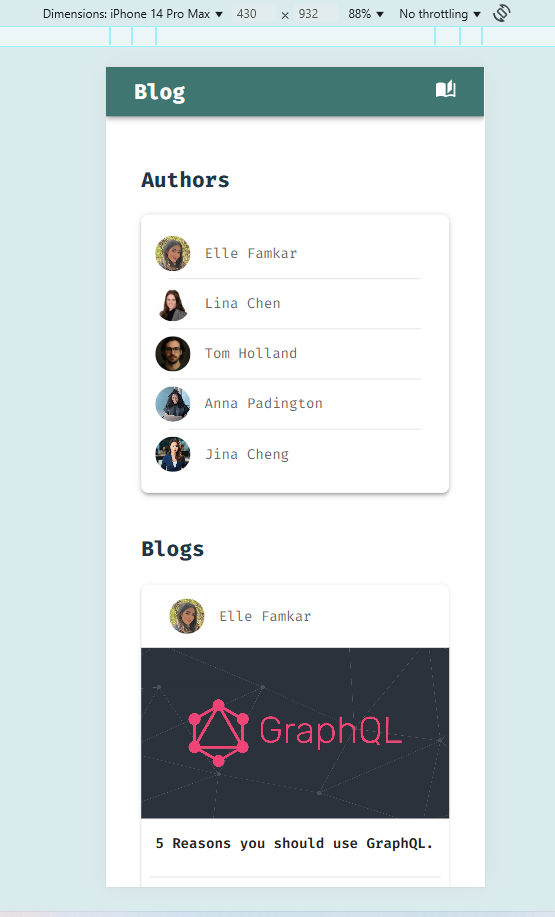 Dimensions: iPhone 14 Pro Max ▼ 430 × 932 88% ▼ No throttling ▼
Blog
Authors
Elle Famkar
Lina Chen
Tom Holland
Anna Padington
Jina Cheng
Blogs
Elle Famkar
GraphQL
5 Reasons you should use GraphQL.